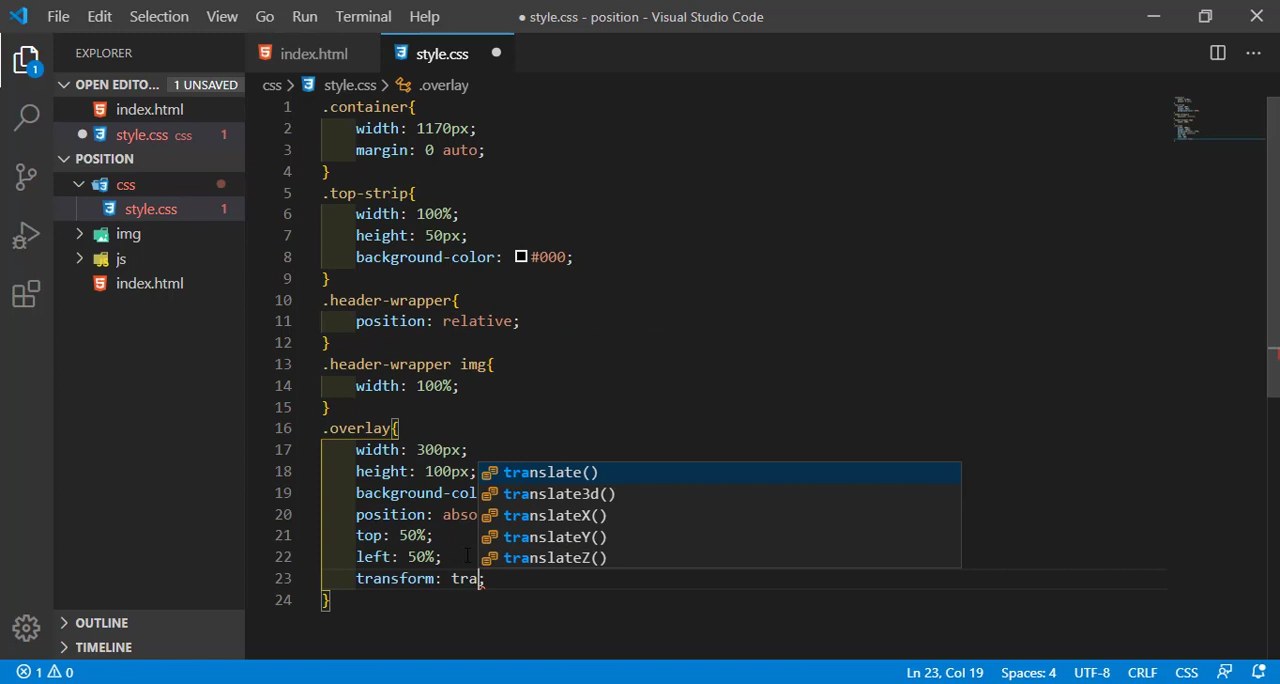 File Edit Selection View Go Run Terminal Help ● style.css - position - Visual Studio Code
EXPLORER
index.html style.css
OPEN EDITO... 1 UNSAVED
css > style.css > .overlay
index.html
style.css css 1
POSITION
css
style.css 1
img
js
index.html
1 .container{
2 width: 1170px;
3 margin: 0 auto;
4 }
5 .top-strip{
6 width: 100%;
7 height: 50px;
8 background-color: #000;
9 }
10 .header-wrapper{
11 position: relative;
12 }
13 .header-wrapper img{
14 width: 100%;
15 }
16 .overlay{
17 width: 300px;
18 height: 100px;
19 background-col
20 position: abso
21 top: 50%;
22 left: 50%;
23 transform: tra;
24 }
translate()
translate3d()
translateX()
translateY()
translateZ()
OUTLINE
TIMELINE
1 0 Ln 23, Col 19 Spaces: 4 UTF-8 CRLF CSS
1